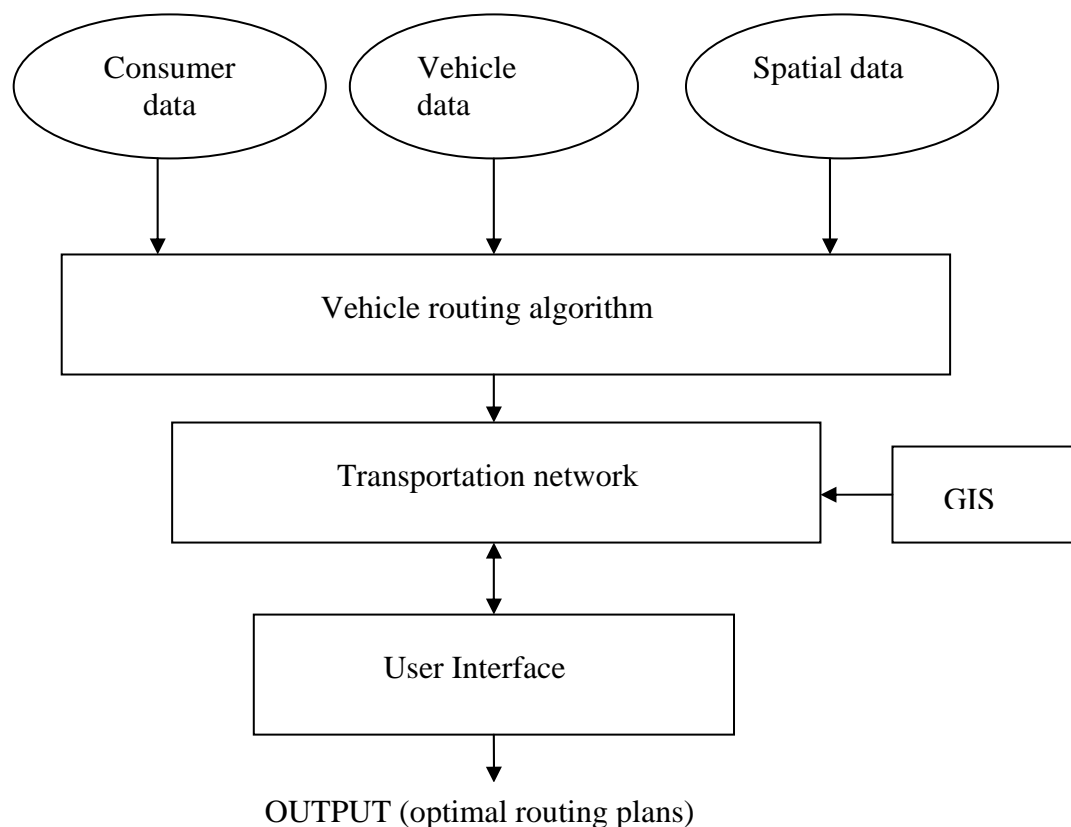 Consumer
data
Vehicle
data
Spatial data
Vehicle routing algorithm
Transportation network
GIS
User Interface
OUTPUT (optimal routing plans)